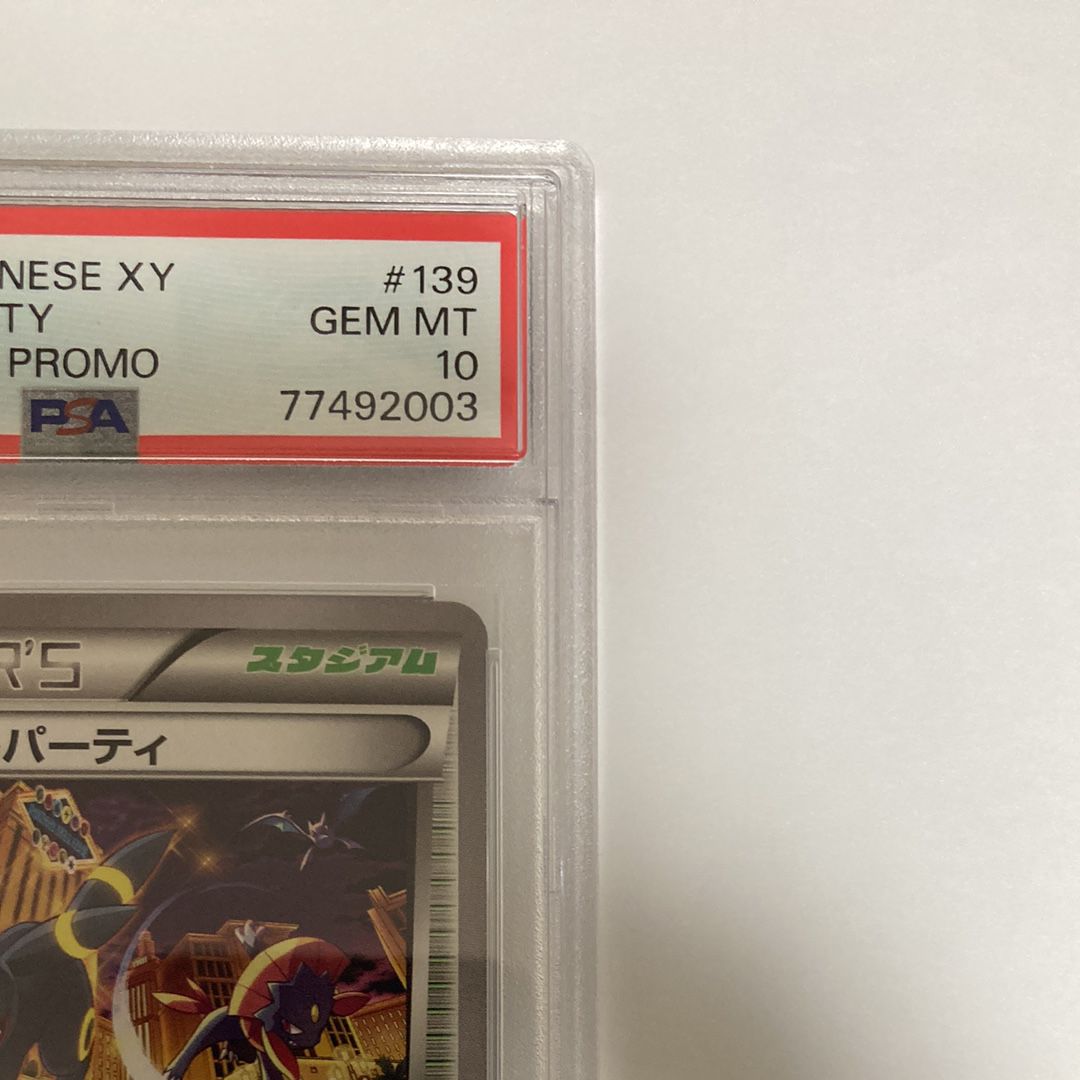 NESE XY #139
TY GEM MT
PROMO 10
PSA 77492003
R'S スタジアム
パーティ